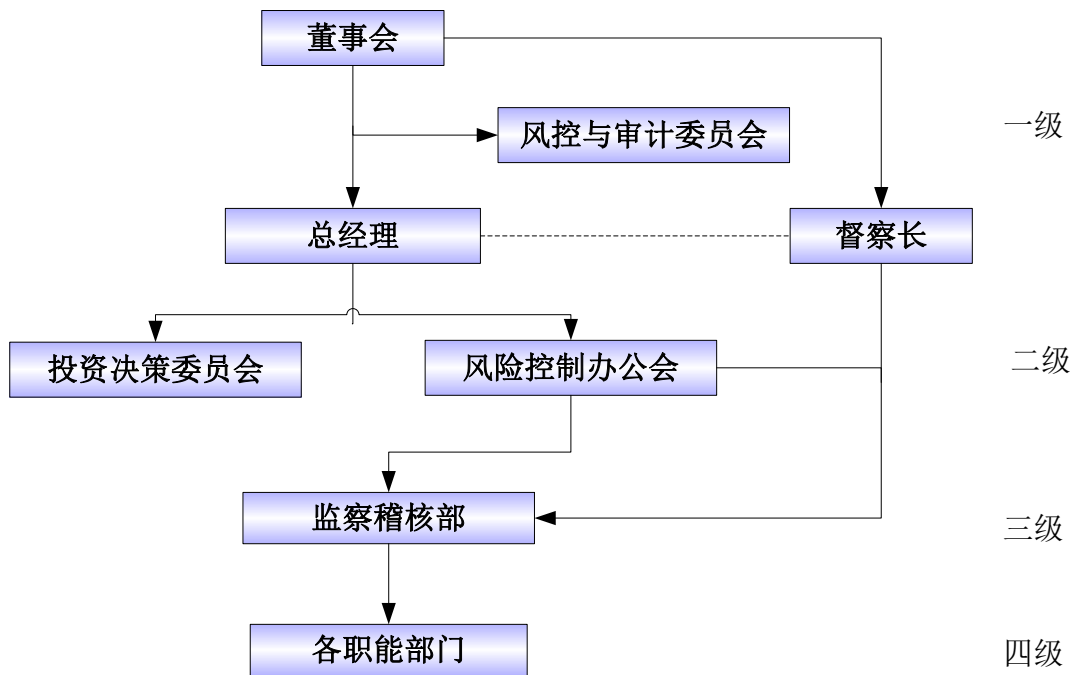 董事会
风控与审计委员会
一级
总经理
督察长
投资决策委员会
风险控制办公会
二级
监察稽核部
三级
各职能部门
四级